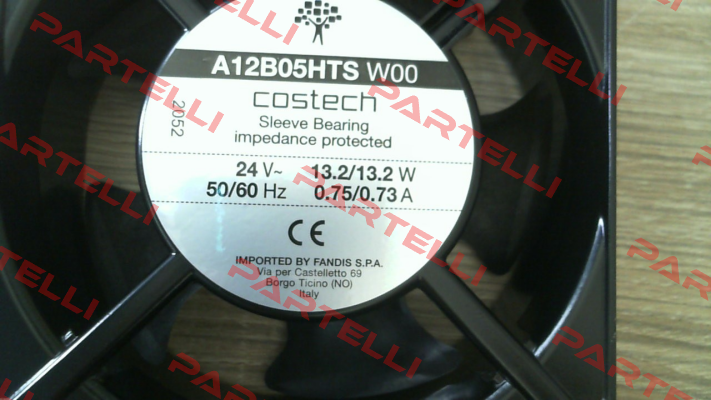 A12B05HTS W00
costech
Sleeve Bearing
impedance protected
2052
24 V~ 13.2/13.2 W
50/60 Hz 0.75/0.73 A
CE
IMPORTED BY FANDIS S.P.A.
Via per Castelletto 69
Borgo Ticino (NO)
Italy
PARTELLI
PARTELLI
PARTELLI
PARTELLI
PARTELLI
PARTELLI
PARTELLI
PARTELLI
PARTELLI